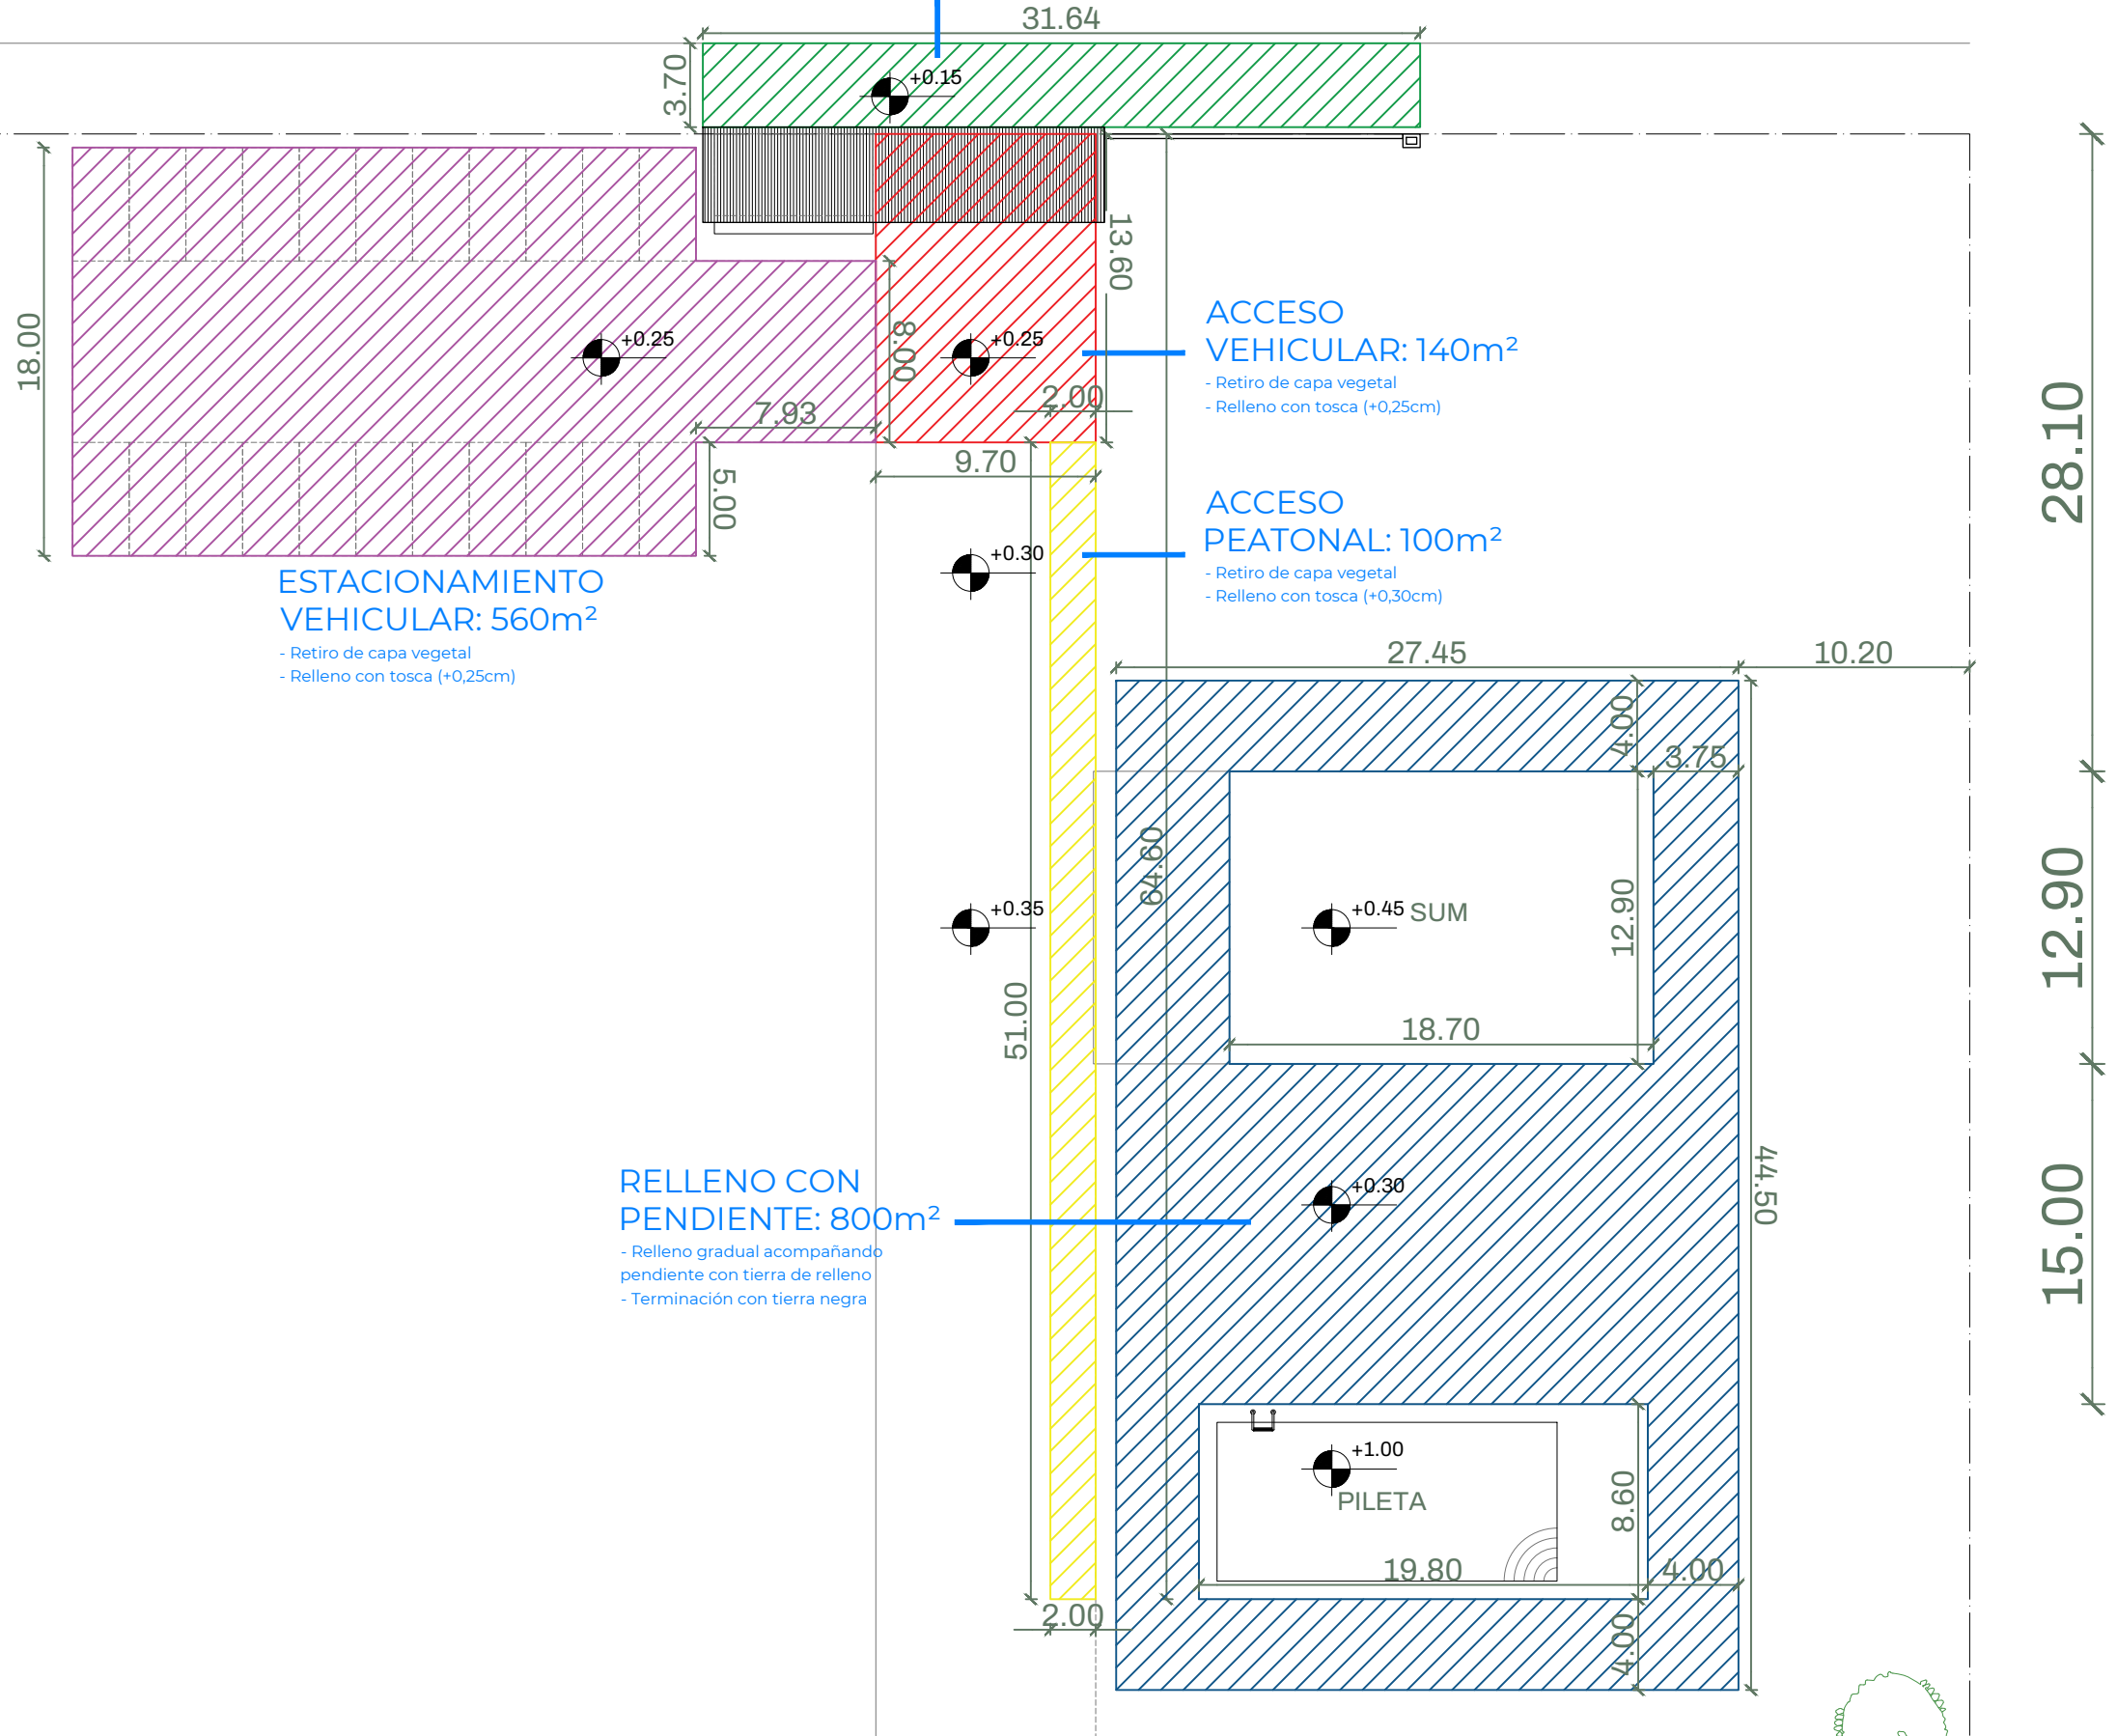 31.64
3.70
+0.15
18.00
13.60
+0.25
+0.25
8.00
2.00
7.93
9.70
5.00
ACCESO
VEHICULAR: 140m²
- Retiro de capa vegetal
- Relleno con tosca (+0,25cm)
28.10
ACCESO
PEATONAL: 100m²
- Retiro de capa vegetal
- Relleno con tosca (+0,30cm)
+0.30
ESTACIONAMIENTO
VEHICULAR: 560m²
- Retiro de capa vegetal
- Relleno con tosca (+0,25cm)
27.45
10.20
4.00
3.75
64.60
+0.35
+0.45
SUM
12.90
12.90
18.70
51.00
RELLENO CON
PENDIENTE: 800m²
- Relleno gradual acompañando
pendiente con tierra de relleno
- Terminación con tierra negra
+0.30
44.50
15.00
+1.00
PILETA
8.60
19.80
4.00
2.00
4.00